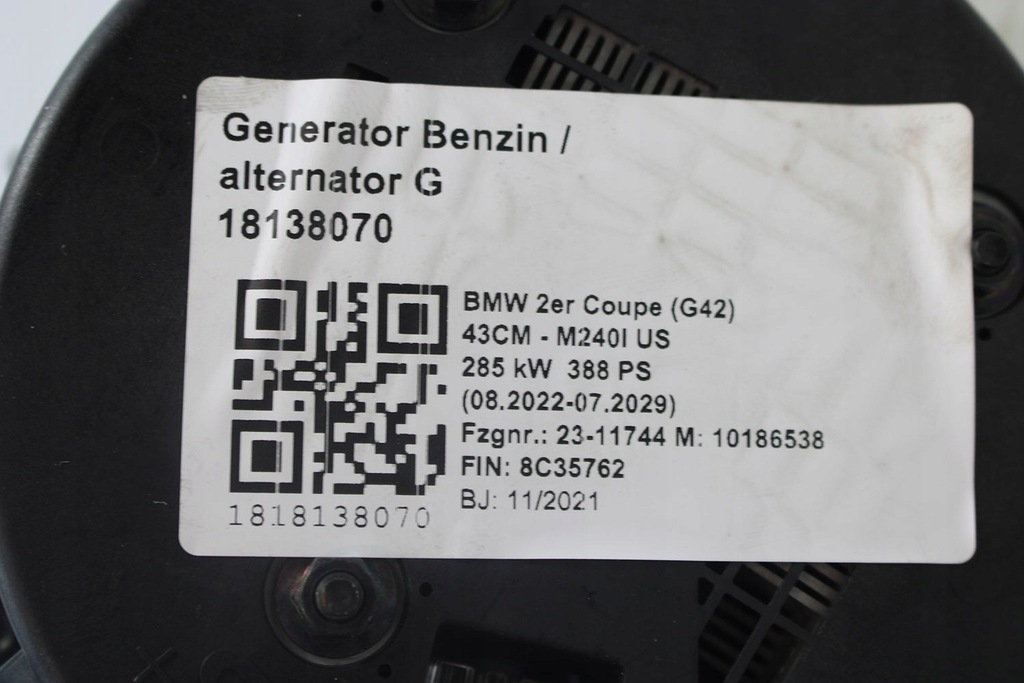 Generator Benzin /
alternator G
18138070
BMW 2er Coupe (G42)
43CM - M240I US
285 kW 388 PS
(08.2022-07.2029)
Fzgnr.: 23-11744 M: 10186538
FIN: 8C35762
BJ: 11/2021
1818138070